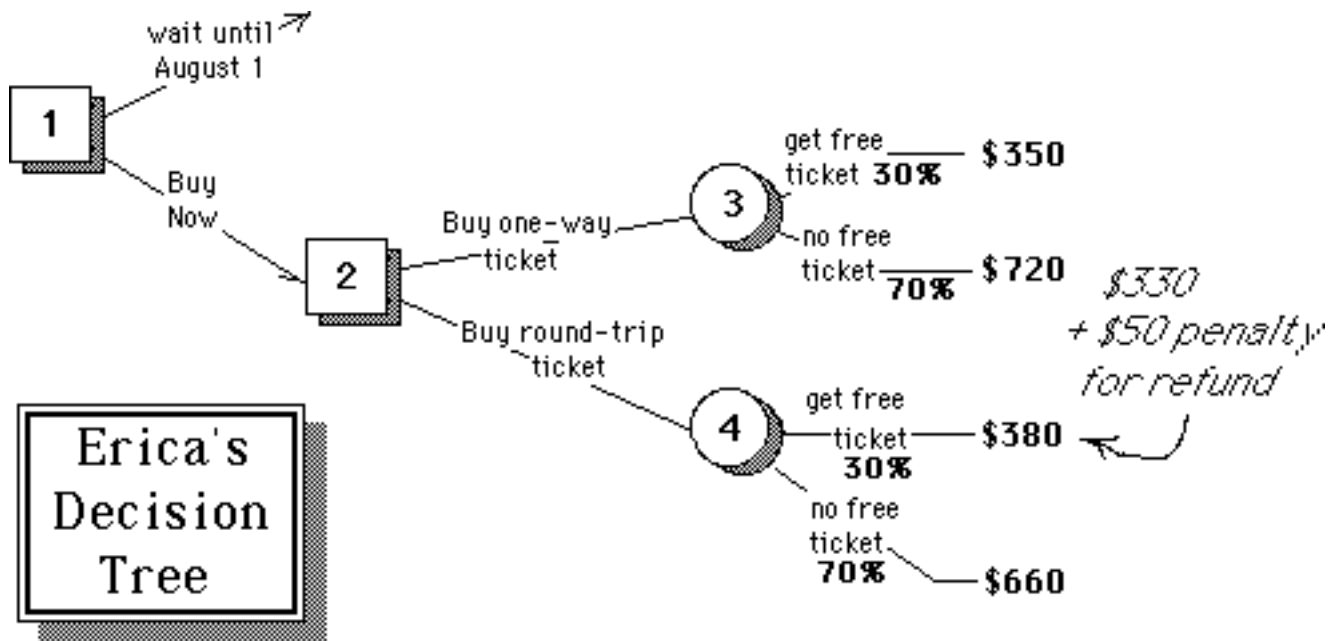 wait until
August 1
1
Buy
Now
2
Buy one-way
ticket
3
get free
ticket 30%
$350
no free
ticket
70%
$720
Buy round-trip
ticket
4
get free
ticket
30%
$380
$330
+ $50 penalty
for refund
no free
ticket
70%
$660
Erica's
Decision
Tree